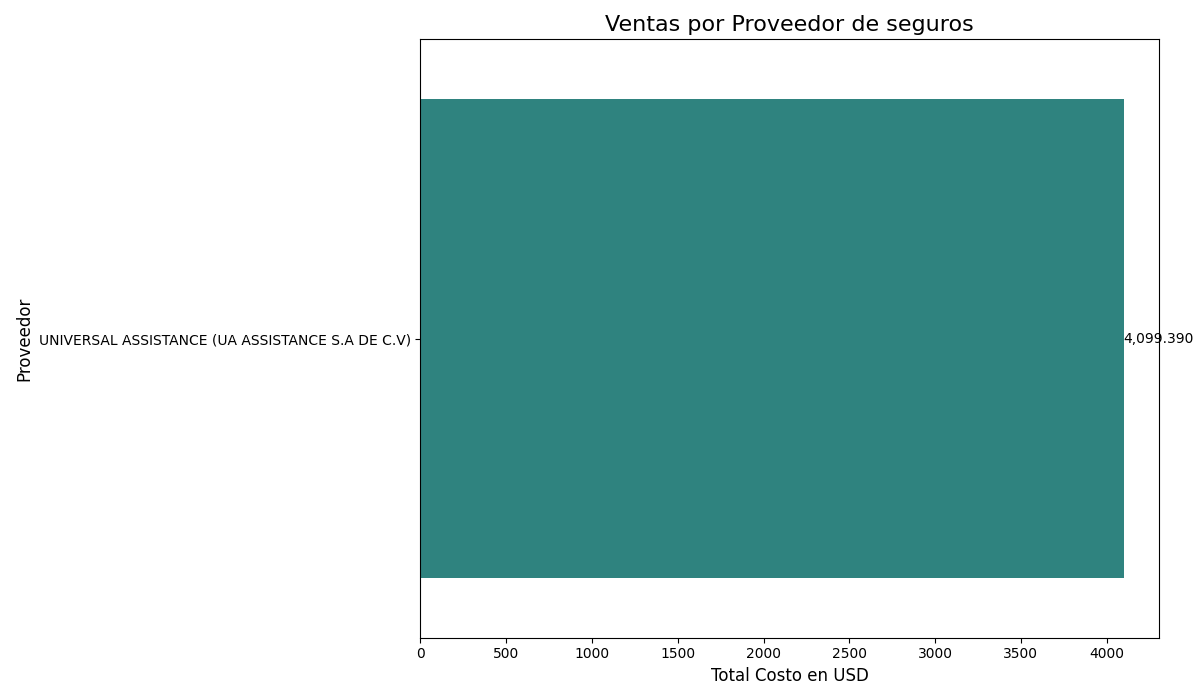 Ventas por Proveedor de seguros
Proveedor
UNIVERSAL ASSISTANCE (UA ASSISTANCE S.A DE C.V)
4,099.390
0 500 1000 1500 2000 2500 3000 3500 4000
Total Costo en USD